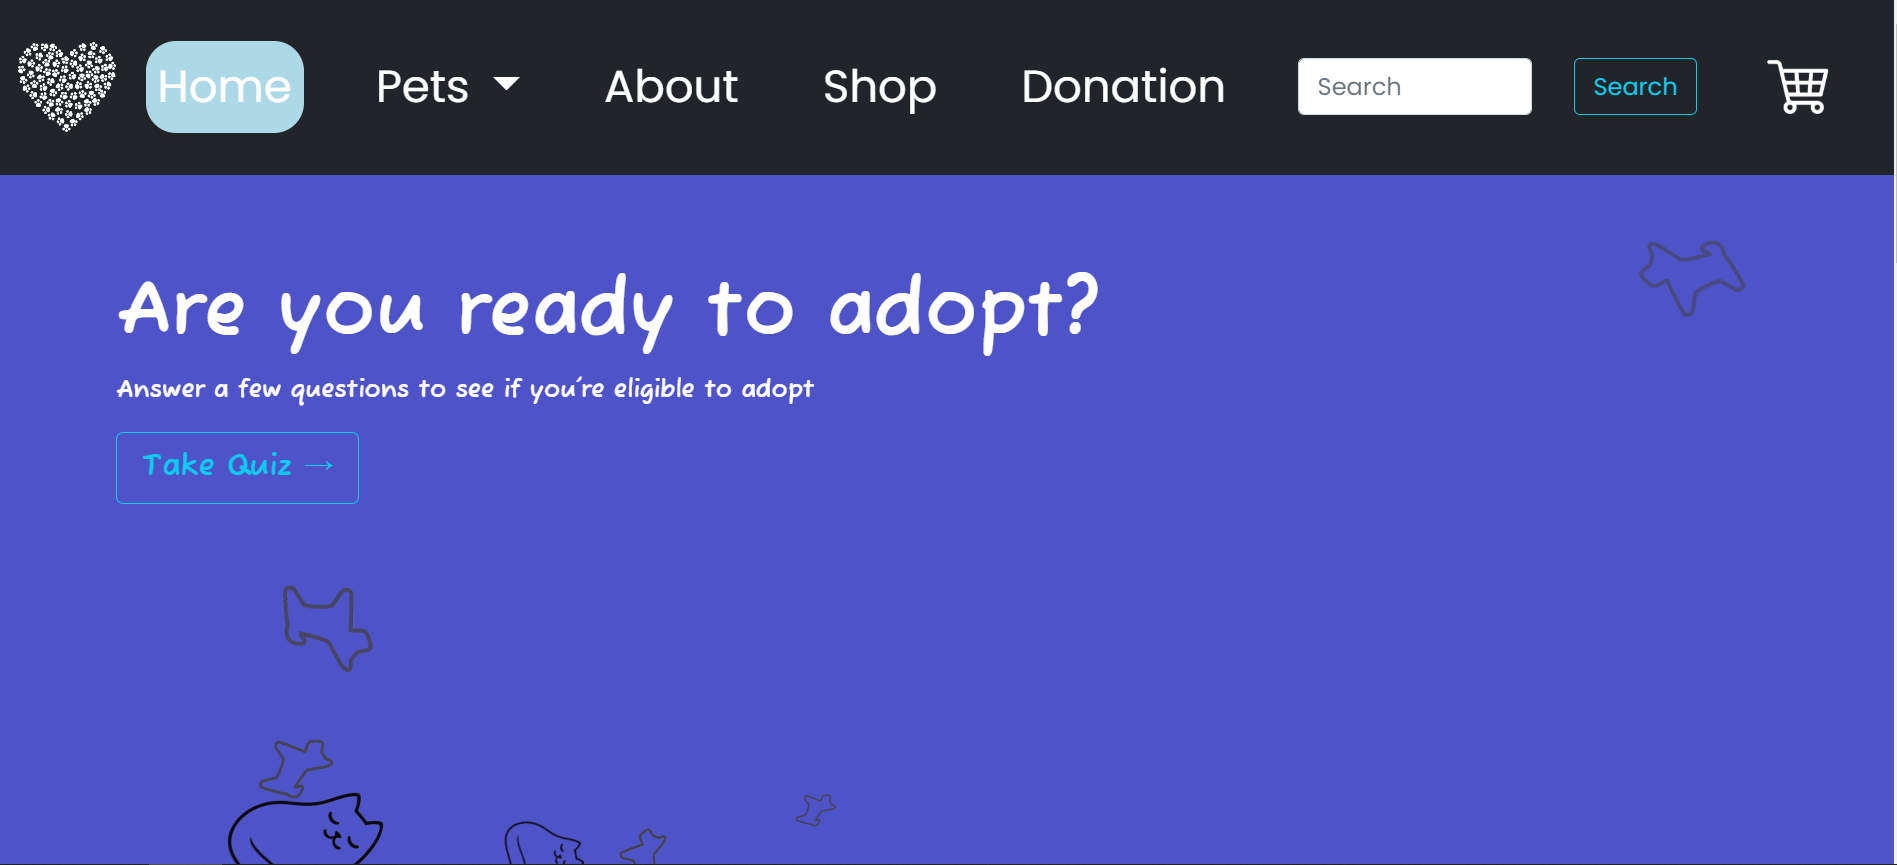 Home Pets About Shop Donation Search Search
Are you ready to adopt?
Answer a few questions to see if you're eligible to adopt
Take Quiz →